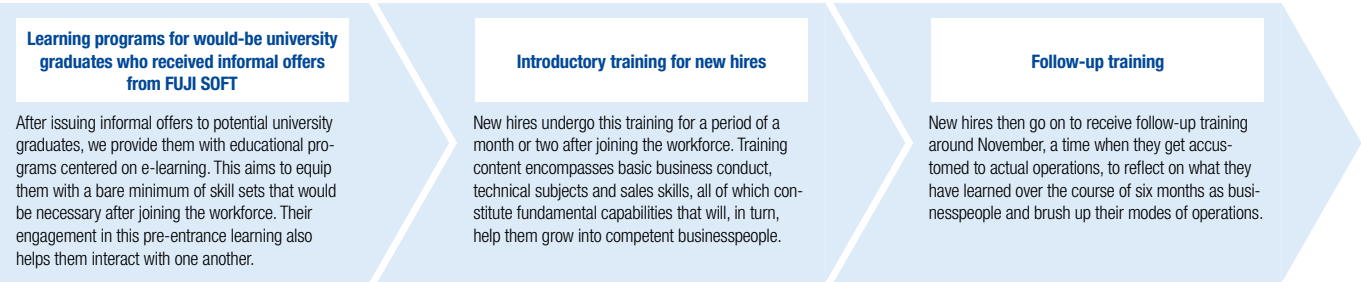 Learning programs for would-be university
graduates who received informal offers
from FUJI SOFT
After issuing informal offers to potential university
graduates, we provide them with educational pro-
grams centered on e-learning. This aims to equip
them with a bare minimum of skill sets that would
be necessary after joining the workforce. Their
engagement in this pre-entrance learning also
helps them interact with one another.
Introductory training for new hires
New hires undergo this training for a period of a
month or two after joining the workforce. Training
content encompasses basic business conduct,
technical subjects and sales skills, all of which con-
stitute fundamental capabilities that will, in turn,
help them grow into competent businesspeople.
Follow-up training
New hires then go on to receive follow-up training
around November, a time when they get accus-
tomed to actual operations, to reflect on what they
have learned over the course of six months as busi-
nesspeople and brush up their modes of operations.